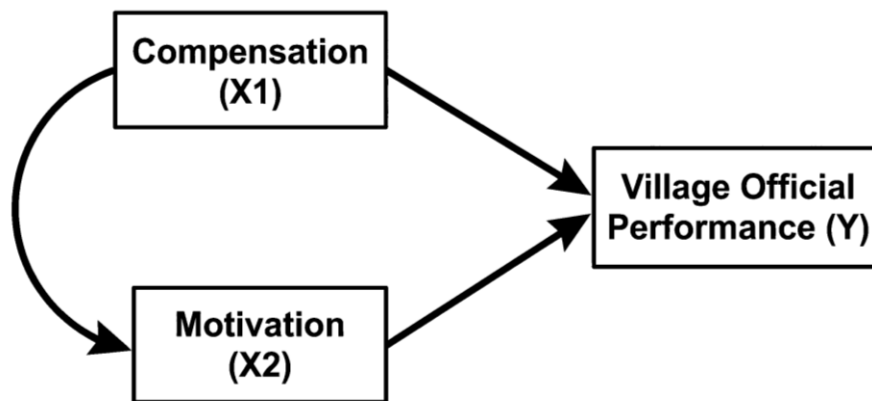 Compensation
(X1)
Village Official
Performance (Y)
Motivation
(X2)